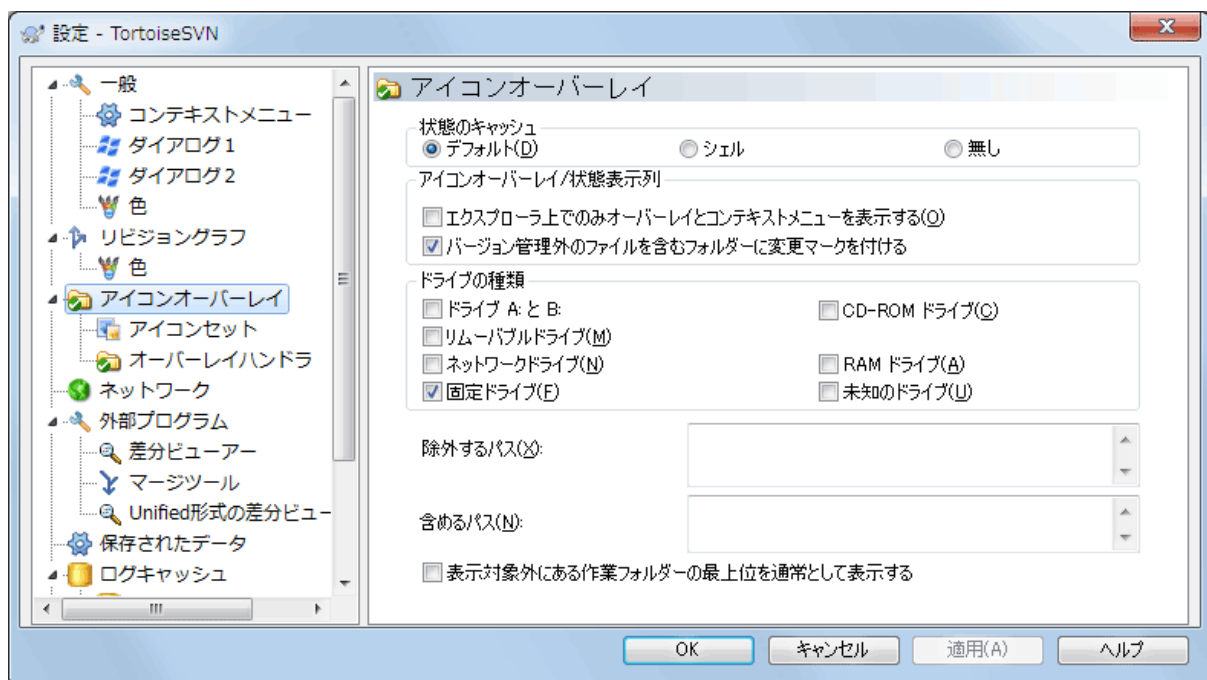 設定 - TortoiseSVN
一般
コンテキストメニュー
ダイアログ1
ダイアログ2
色
リビジョングラフ
色
アイコンオーバーレイ
アイコンセット
オーバーレイハンドラ
ネットワーク
外部プログラム
差分ビューアー
マージツール
Unified形式の差分ビュー
保存されたデータ
ログキャッシュ
アイコンオーバーレイ
状態のキャッシュ
デフォルト(D) シェル 無し
アイコンオーバーレイ/状態表示列
エクスプローラ上でのみオーバーレイとコンテキストメニューを表示する(O)
バージョン管理外のファイルを含むフォルダーに変更マークを付ける
ドライブの種類
ドライブ A: と B: CD-ROM ドライブ(C)
リムーバブルドライブ(M)
ネットワークドライブ(N) RAM ドライブ(A)
固定ドライブ(F) 未知のドライブ(U)
除外するパス(X):
含めるパス(N):
表示対象外にある作業フォルダーの最上位を通常として表示する
OK キャンセル 適用(A) ヘルプ